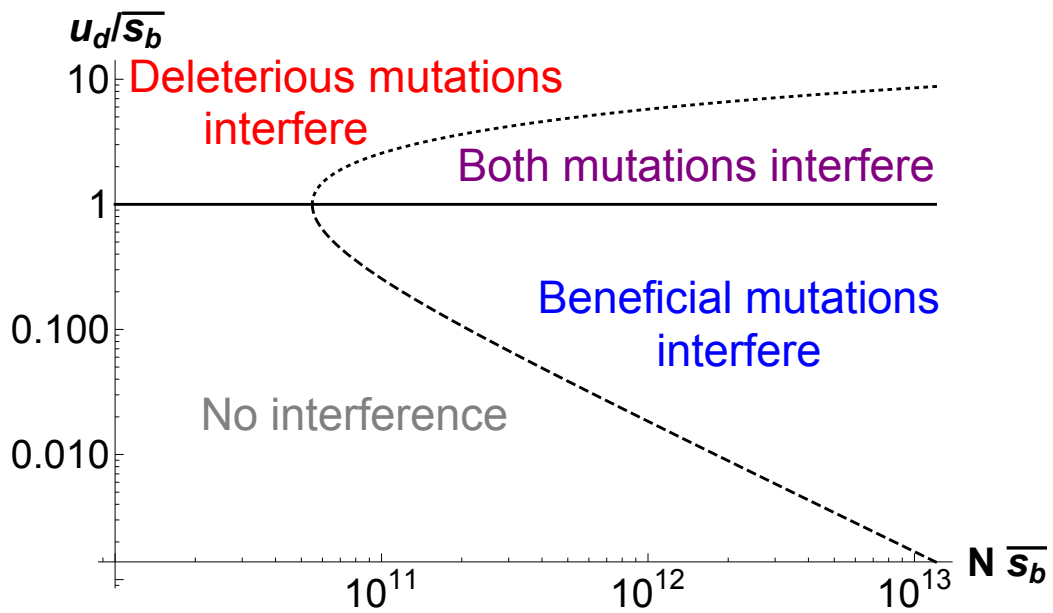 u_d/s̅_b̅
10
Deleterious mutations
interfere
Both mutations interfere
1
Beneficial mutations
interfere
0.100
No interference
0.010
N s̅_b̅
10^11
10^12
10^13